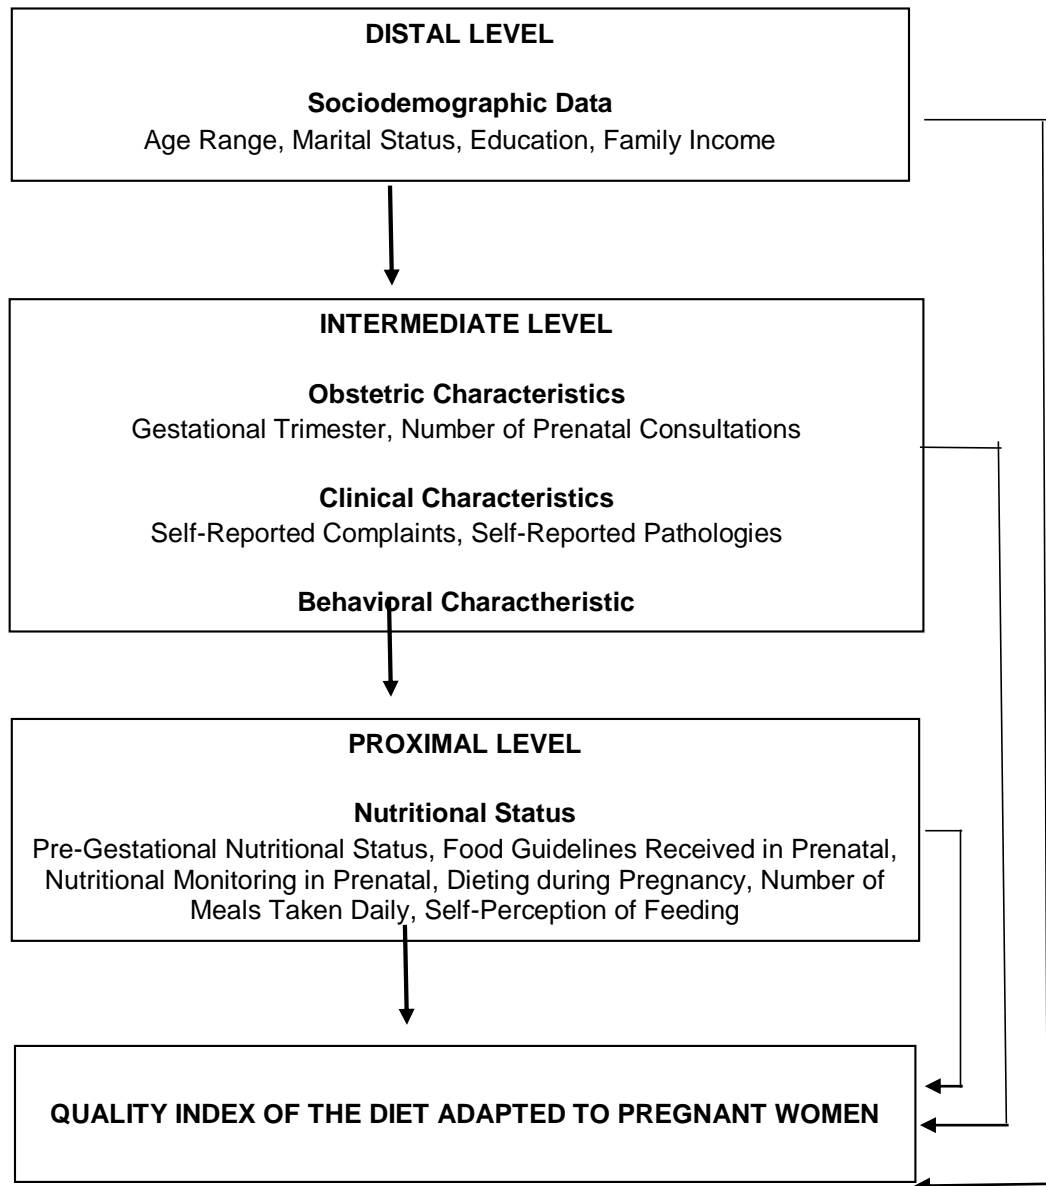 DISTAL LEVEL
Sociodemographic Data
Age Range, Marital Status, Education, Family Income
INTERMEDIATE LEVEL
Obstetric Characteristics
Gestational Trimester, Number of Prenatal Consultations
Clinical Characteristics
Self-Reported Complaints, Self-Reported Pathologies
Behavioral Charactheristic
PROXIMAL LEVEL
Nutritional Status
Pre-Gestational Nutritional Status, Food Guidelines Received in Prenatal,
Nutritional Monitoring in Prenatal, Dieting during Pregnancy, Number of
Meals Taken Daily, Self-Perception of Feeding
QUALITY INDEX OF THE DIET ADAPTED TO PREGNANT WOMEN